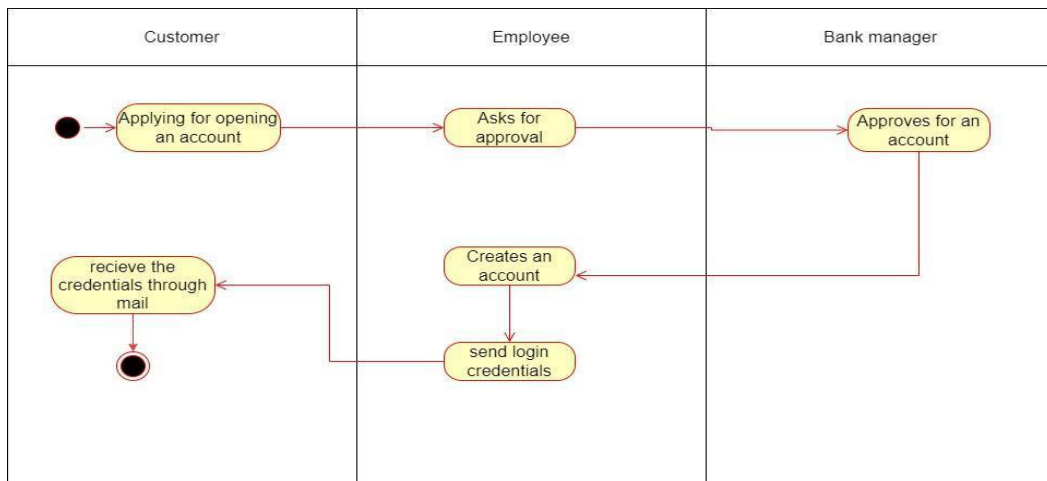 Customer
Employee
Bank manager
Applying for opening
an account
Asks for
approval
Approves for an
account
Creates an
account
recieve the
credentials through
mail
send login
credentials